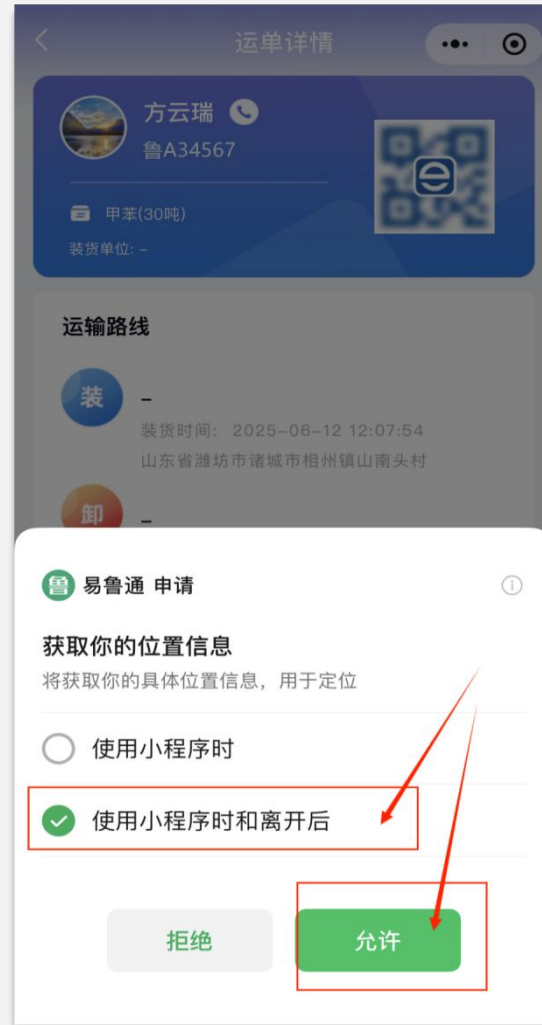 运单详情
方云瑞
鲁A34567
甲苯(30吨)
装货单位: –
运输路线
装
–
装货时间: 2025-06-12 12:07:54
山东省潍坊市诸城市相州镇山南头村
卸
–
鲁 易鲁通 申请
获取你的位置信息
将获取你的具体位置信息，用于定位
使用小程序时
使用小程序时和离开后
拒绝 允许